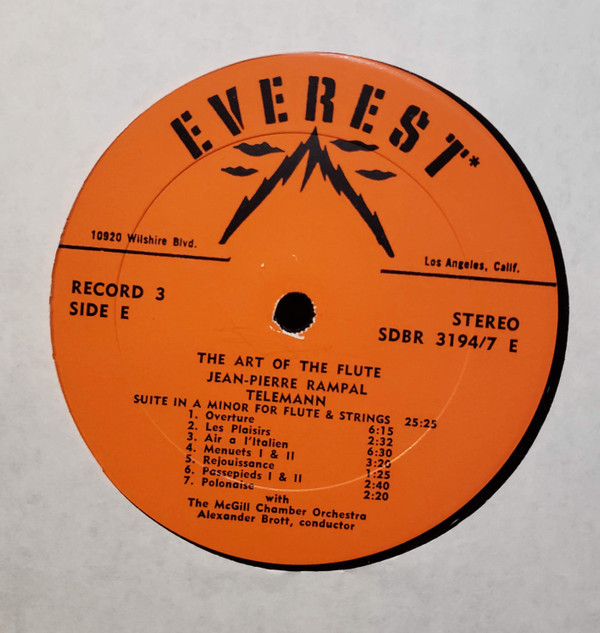 EVEREST*
10920 Wilshire Blvd.
Los Angeles, Calif.
RECORD 3
SIDE E
STEREO
SDBR 3194/7 E
THE ART OF THE FLUTE
JEAN-PIERRE RAMPAL
TELEMANN
SUITE IN A MINOR FOR FLUTE & STRINGS 25:25
1. Overture 6:15
2. Les Plaisirs 2:32
3. Air a l'Italien 6:30
4. Menuets I & II 3:20
5. Rejouissance 1:25
6. Passepieds I & II 2:40
7. Polonaise 2:20
with
The McGill Chamber Orchestra
Alexander Brott, conductor